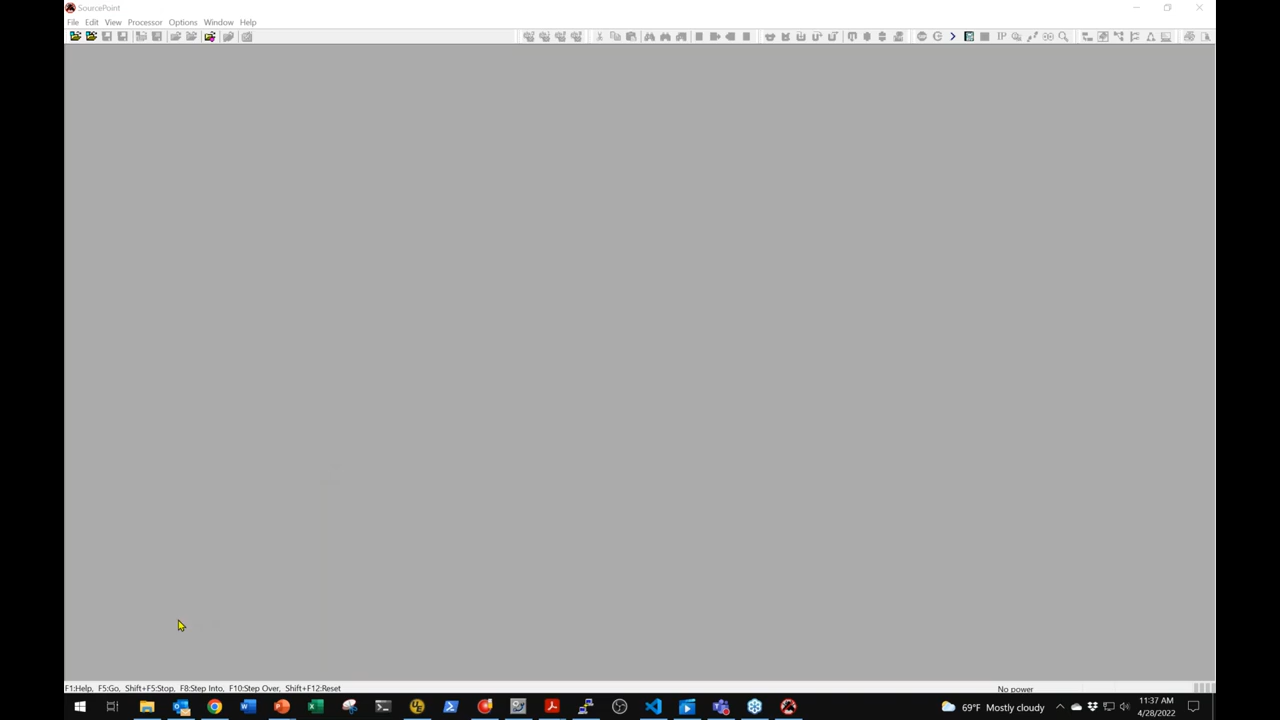 SourcePoint
File Edit View Processor Options Window Help
IP
F1:Help, F5:Go, Shift+F5:Stop, F8:Step Into, F10:Step Over, Shift+F12:Reset
No power
69°F Mostly cloudy
11:37 AM
4/28/2022